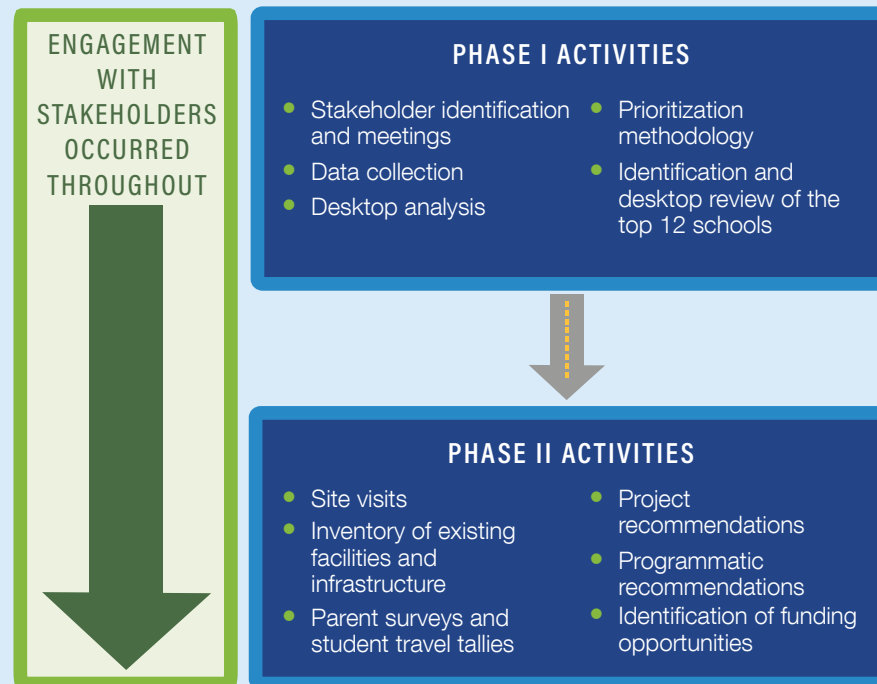 ENGAGEMENT
WITH
STAKEHOLDERS
OCCURRED
THROUGHOUT
PHASE I ACTIVITIES
• Stakeholder identification
and meetings
• Data collection
• Desktop analysis
• Prioritization
methodology
• Identification and
desktop review of the
top 12 schools
PHASE II ACTIVITIES
• Site visits
• Inventory of existing
facilities and
infrastructure
• Parent surveys and
student travel tallies
• Project
recommendations
• Programmatic
recommendations
• Identification of funding
opportunities